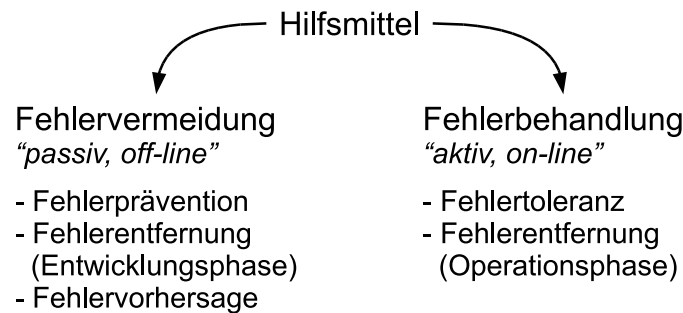 Hilfsmittel
Fehlervermeidung
“passiv, off-line”
- Fehlerprävention
- Fehlerentfernung
(Entwicklungsphase)
- Fehlervorhersage
Fehlerbehandlung
“aktiv, on-line”
- Fehlertoleranz
- Fehlerentfernung
(Operationsphase)